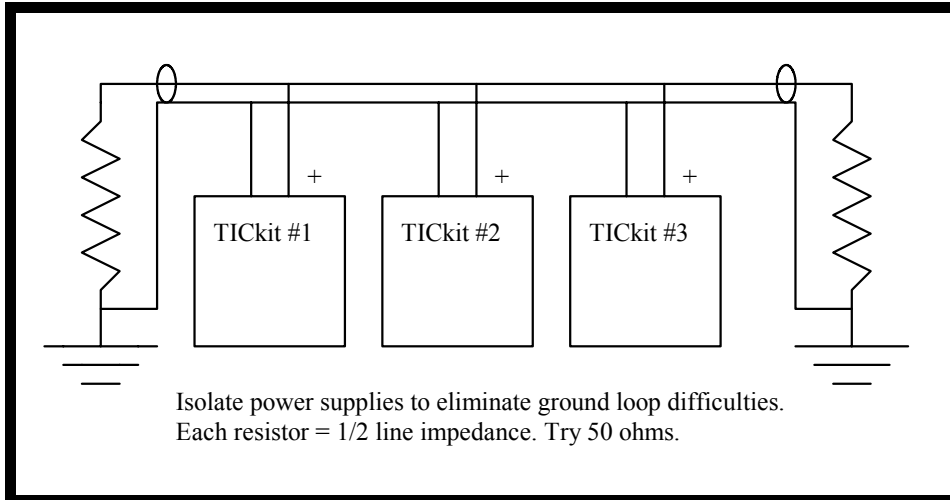 + + +
TICkit #1 TICkit #2 TICkit #3
Isolate power supplies to eliminate ground loop difficulties.
Each resistor = 1/2 line impedance. Try 50 ohms.